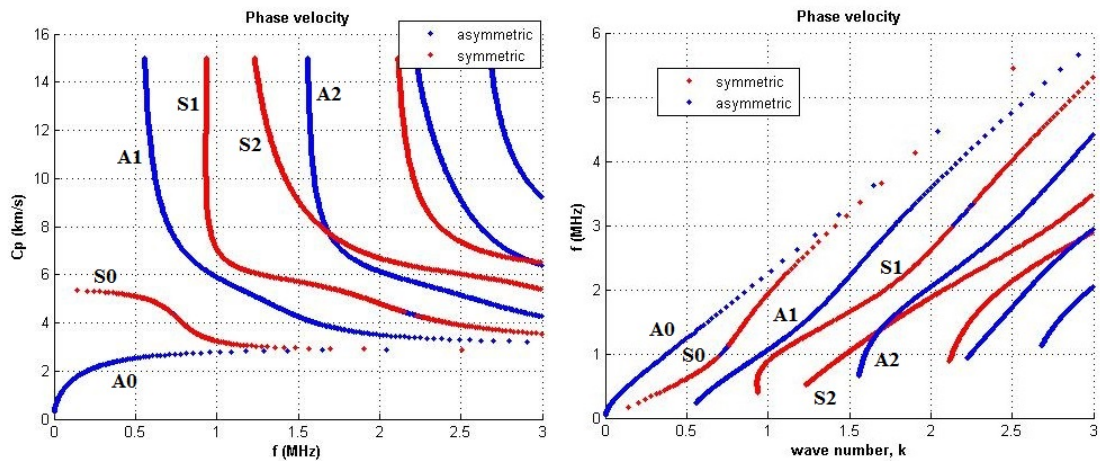 Phase velocity
16
14
12
10
8
6
4
2
0
Cp (km/s)
0
0.5
1
1.5
2
2.5
3
f (MHz)
asymmetric
symmetric
A1
S1
S2
A2
S0
A0
Phase velocity
6
5
4
3
2
1
0
f (MHz)
0
0.5
1
1.5
2
2.5
3
wave number, k
symmetric
asymmetric
A0
S0
A1
S1
A2
S2